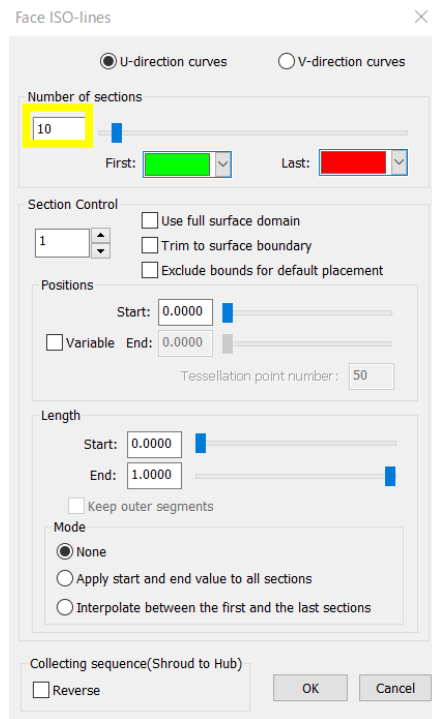 Face ISO-lines
U-direction curves V-direction curves
Number of sections
10
First: Last:
Section Control
Use full surface domain
1 Trim to surface boundary
Exclude bounds for default placement
Positions
Start: 0.0000
Variable End: 0.0000
Tessellation point number: 50
Length
Start: 0.0000
End: 1.0000
Keep outer segments
Mode
None
Apply start and end value to all sections
Interpolate between the first and the last sections
Collecting sequence(Shroud to Hub)
Reverse OK Cancel